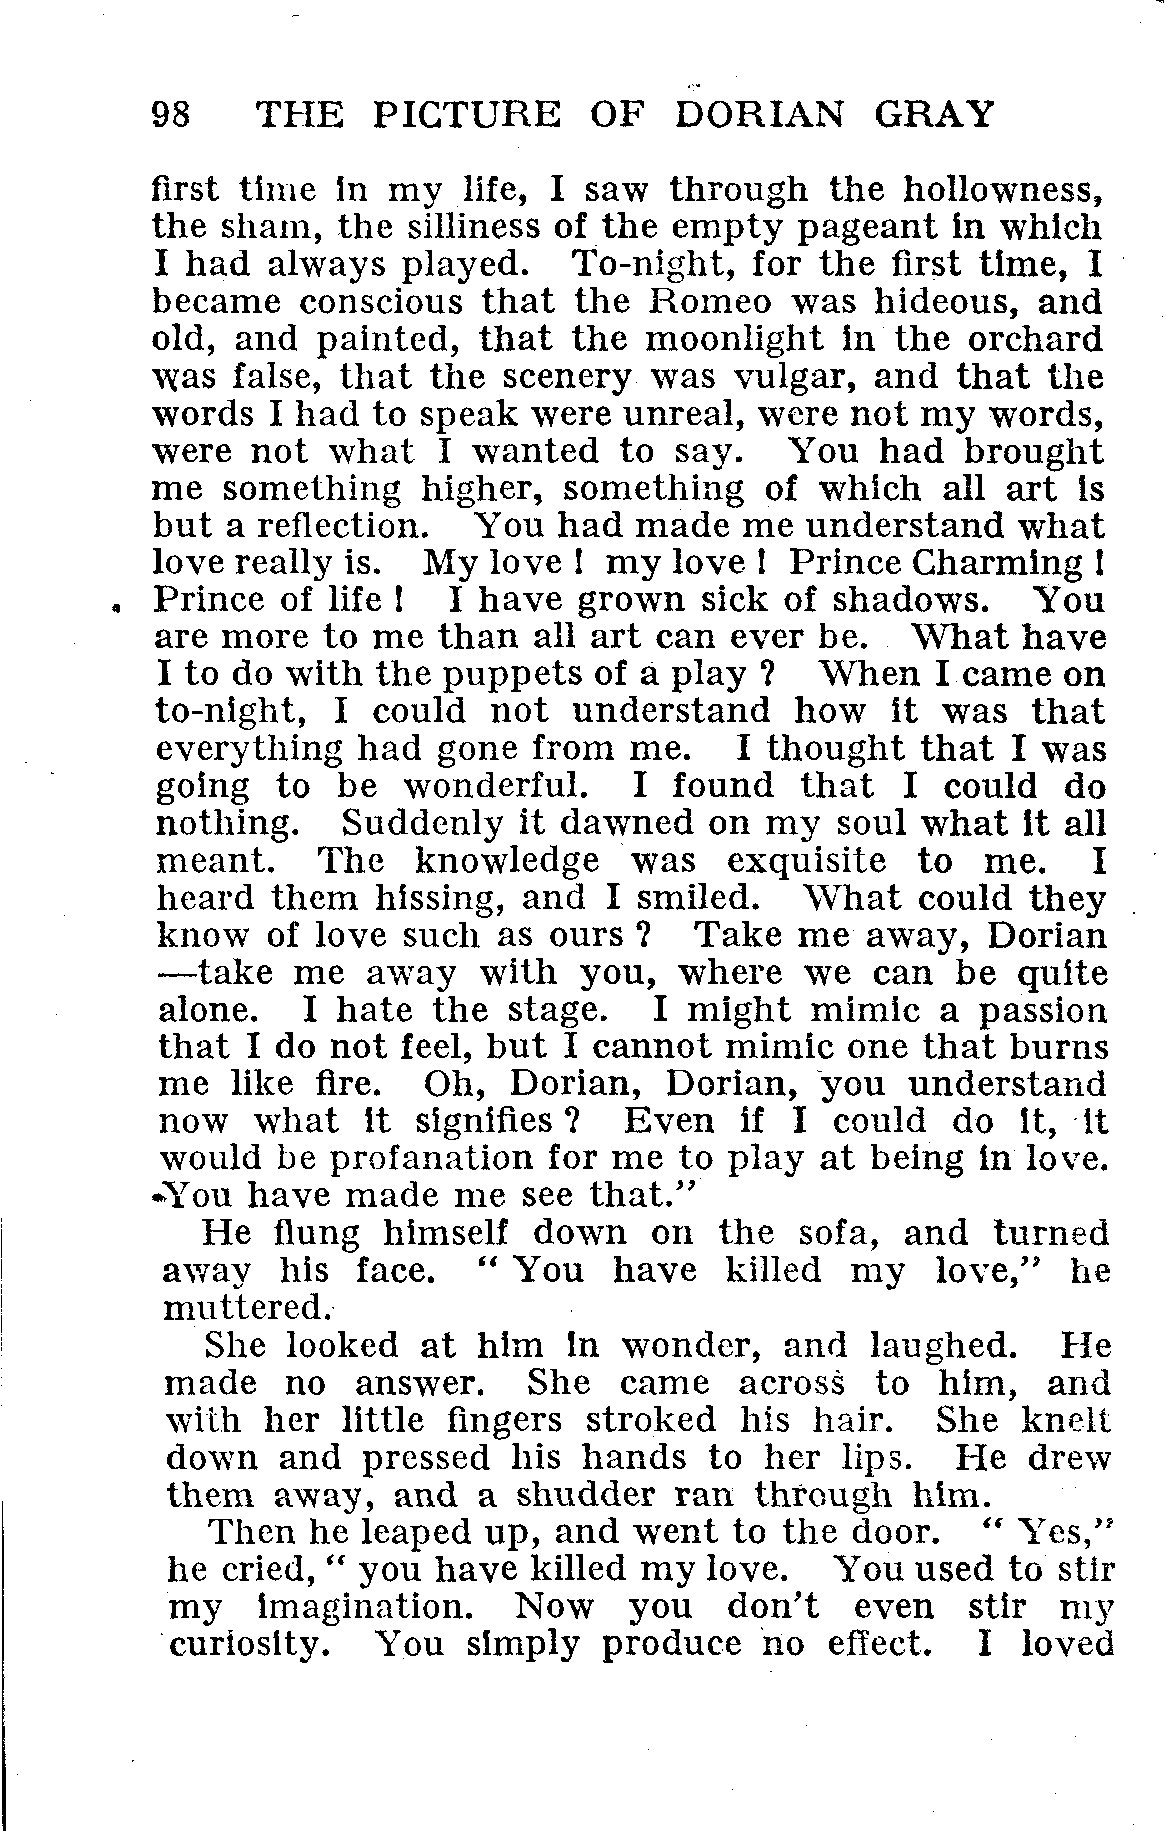 98 THE PICTURE OF DORIAN GRAY
first time in my life, I saw through the hollowness,
the sham, the silliness of the empty pageant in which
I had always played. To-night, for the first time, I
became conscious that the Romeo was hideous, and
old, and painted, that the moonlight in the orchard
was false, that the scenery was vulgar, and that the
words I had to speak were unreal, were not my words,
were not what I wanted to say. You had brought
me something higher, something of which all art is
but a reflection. You had made me understand what
love really is. My love ! my love ! Prince Charming !
Prince of life ! I have grown sick of shadows. You
are more to me than all art can ever be. What have
I to do with the puppets of a play ? When I came on
to-night, I could not understand how it was that
everything had gone from me. I thought that I was
going to be wonderful. I found that I could do
nothing. Suddenly it dawned on my soul what it all
meant. The knowledge was exquisite to me. I
heard them hissing, and I smiled. What could they
know of love such as ours ? Take me away, Dorian
—take me away with you, where we can be quite
alone. I hate the stage. I might mimic a passion
that I do not feel, but I cannot mimic one that burns
me like fire. Oh, Dorian, Dorian, you understand
now what it signifies ? Even if I could do it, it
would be profanation for me to play at being in love.
You have made me see that."
He flung himself down on the sofa, and turned
away his face. " You have killed my love," he
muttered.
She looked at him in wonder, and laughed. He
made no answer. She came across to him, and
with her little fingers stroked his hair. She knelt
down and pressed his hands to her lips. He drew
them away, and a shudder ran through him.
Then he leaped up, and went to the door. " Yes,"
he cried, " you have killed my love. You used to stir
my imagination. Now you don't even stir my
curiosity. You simply produce no effect. I loved